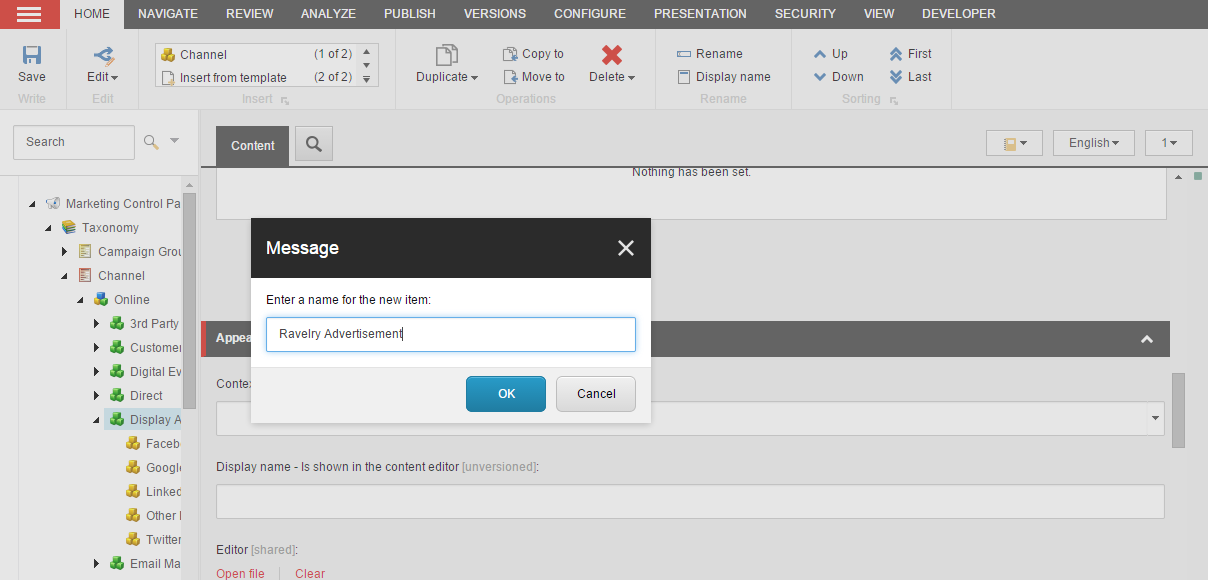 HOME NAVIGATE REVIEW ANALYZE PUBLISH VERSIONS CONFIGURE PRESENTATION SECURITY VIEW DEVELOPER
Save
Write
Edit
Edit
Channel (1 of 2)
Insert from template (2 of 2)
Insert
Duplicate
Copy to
Move to
Delete
Operations
Rename
Display name
Rename
Up First
Down Last
Sorting
Search
Content
English
1
Nothing has been set.
Marketing Control Pa
Taxonomy
Campaign Grou
Channel
Online
3rd Party
Customer
Digital Ev
Direct
Display A
Faceb
Google
Linked
Other
Twitter
Email Ma
Message
Enter a name for the new item:
Ravelry Advertisement
OK Cancel
Appea
Contex
Display name - Is shown in the content editor [unversioned]:
Editor [shared]:
Open file Clear